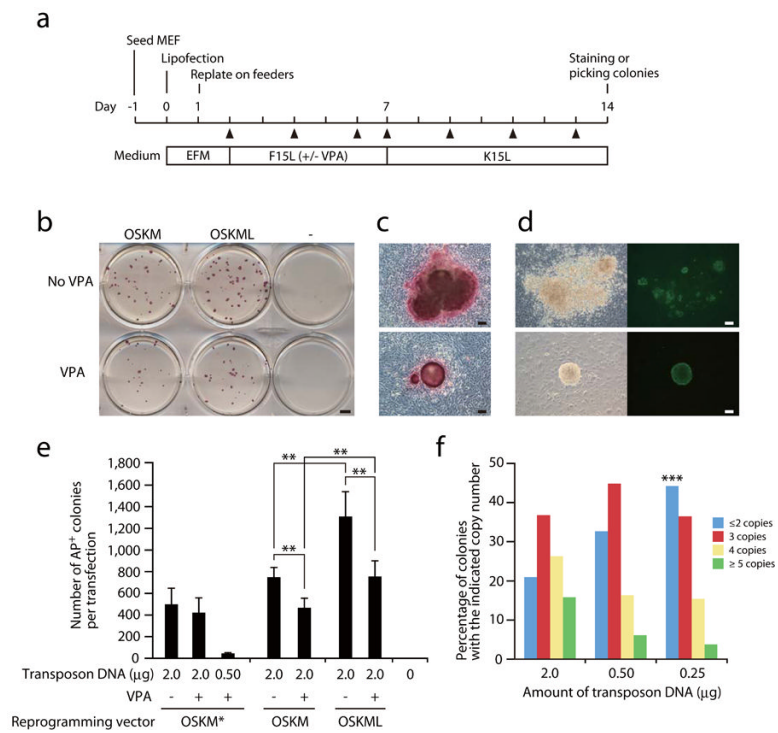 a
Seed MEF
Lipofection
Replate on feeders
Staining or
picking colonies
Day -1 0 1 7 14
Medium EFM F15L (+/- VPA) K15L
b
OSKM OSKML -
No VPA
VPA
c
d
e
Number of AP+ colonies
per transfection
1,800
1,600
1,400
1,200
1,000
800
600
400
200
0
** ** ** **
Transposon DNA (μg) 2.0 2.0 0.50 2.0 2.0 2.0 2.0 0
VPA - + + - + - +
Reprogramming vector OSKM* OSKM OSKML
f
Percentage of colonies
with the indicated copy number
50
40
30
20
10
0
***
≤2 copies
3 copies
4 copies
≥ 5 copies
2.0 0.50 0.25
Amount of transposon DNA (μg)